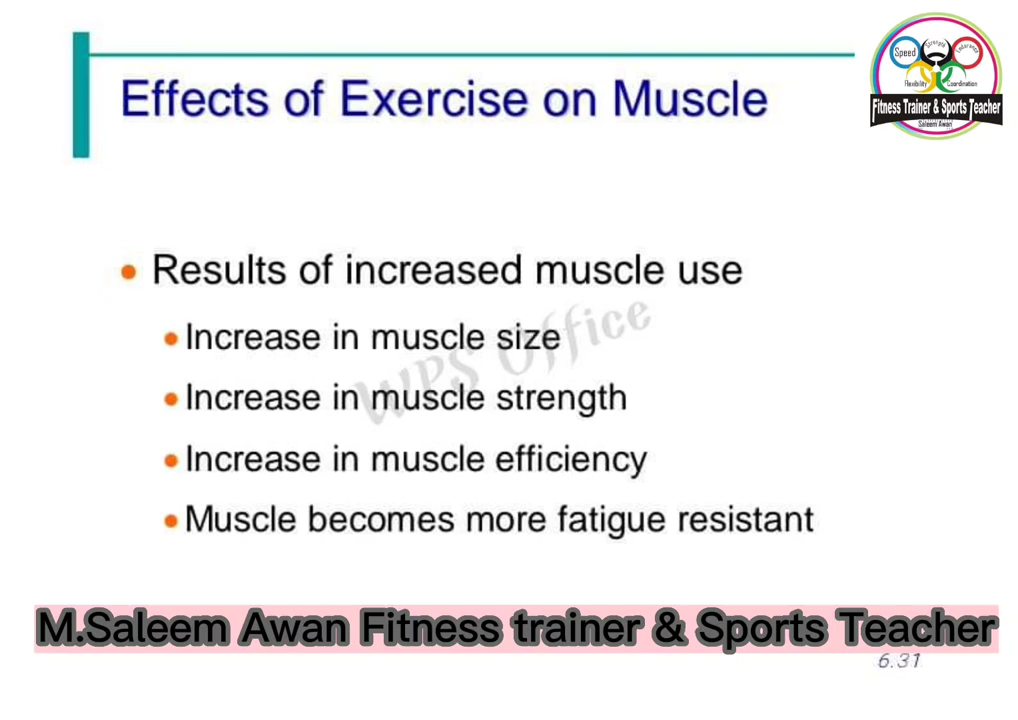 Effects of Exercise on Muscle
Speed
Strength
Endurance
Flexibility
Coordination
Fitness Trainer & Sports Teacher
Saleem Awan
Results of increased muscle use
Increase in muscle size
Increase in muscle strength
Increase in muscle efficiency
Muscle becomes more fatigue resistant
WPS Office
M.Saleem Awan Fitness trainer & Sports Teacher
6.31